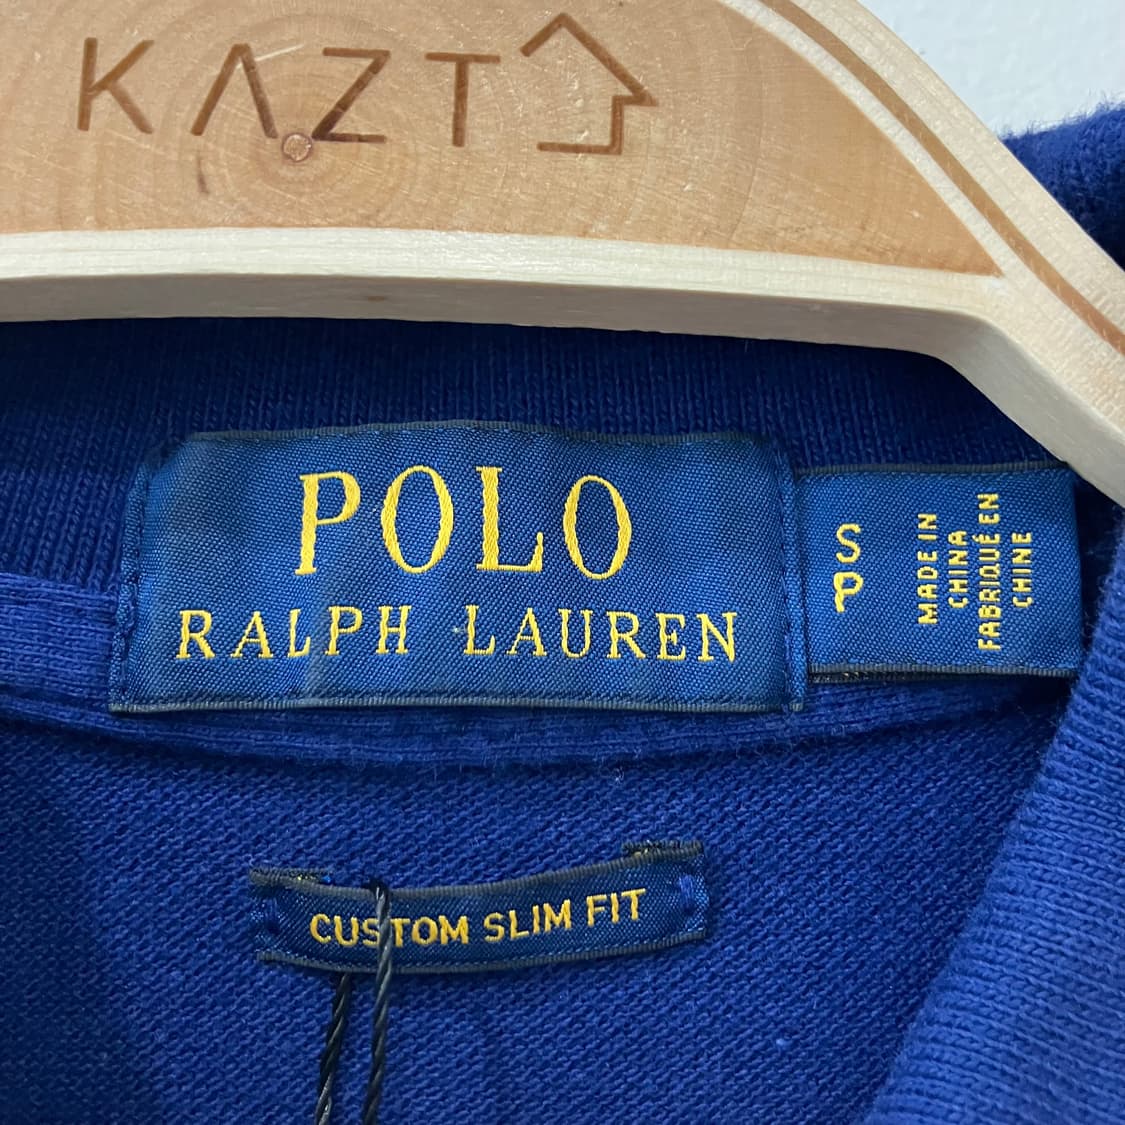 KAZT
POLO
RALPH LAUREN
S
P
MADE IN
CHINA
FABRIQUÉ EN
CHINE
CUSTOM SLIM FIT